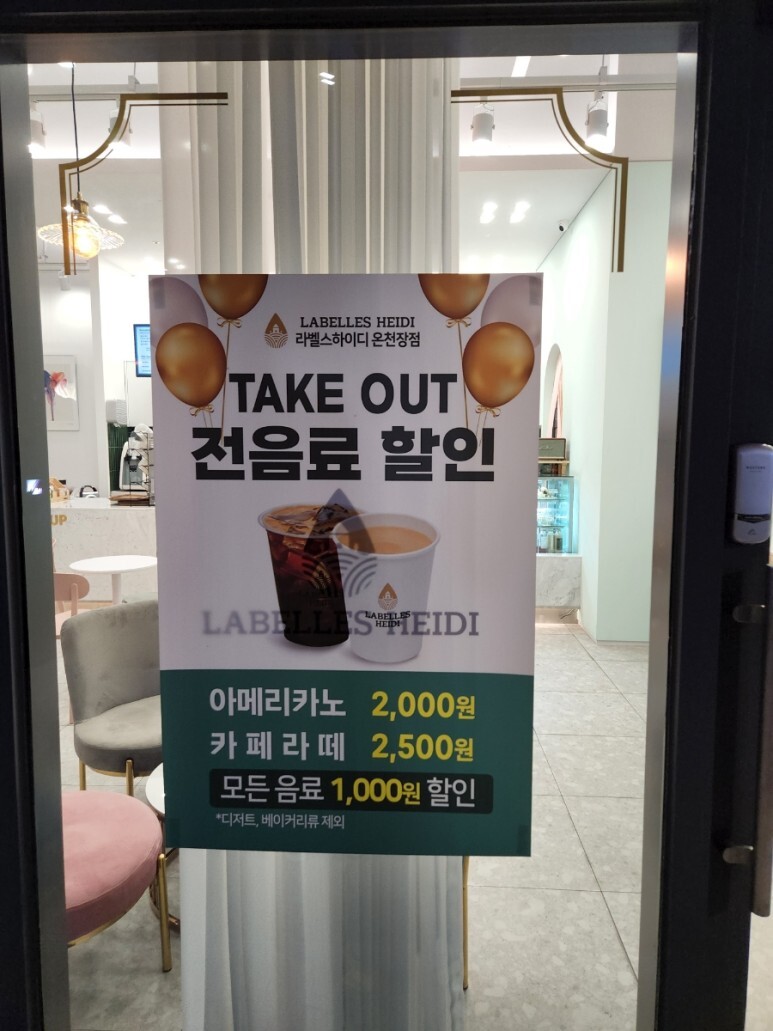 LABELLES HEIDI
라벨스하이디 온천장점
TAKE OUT
전음료 할인
LABELLES HEIDI
LABELLES
HEIDI
아메리카노 2,000원
카페라떼 2,500원
모든 음료 1,000원 할인
*디저트, 베이커리류 제외
UP